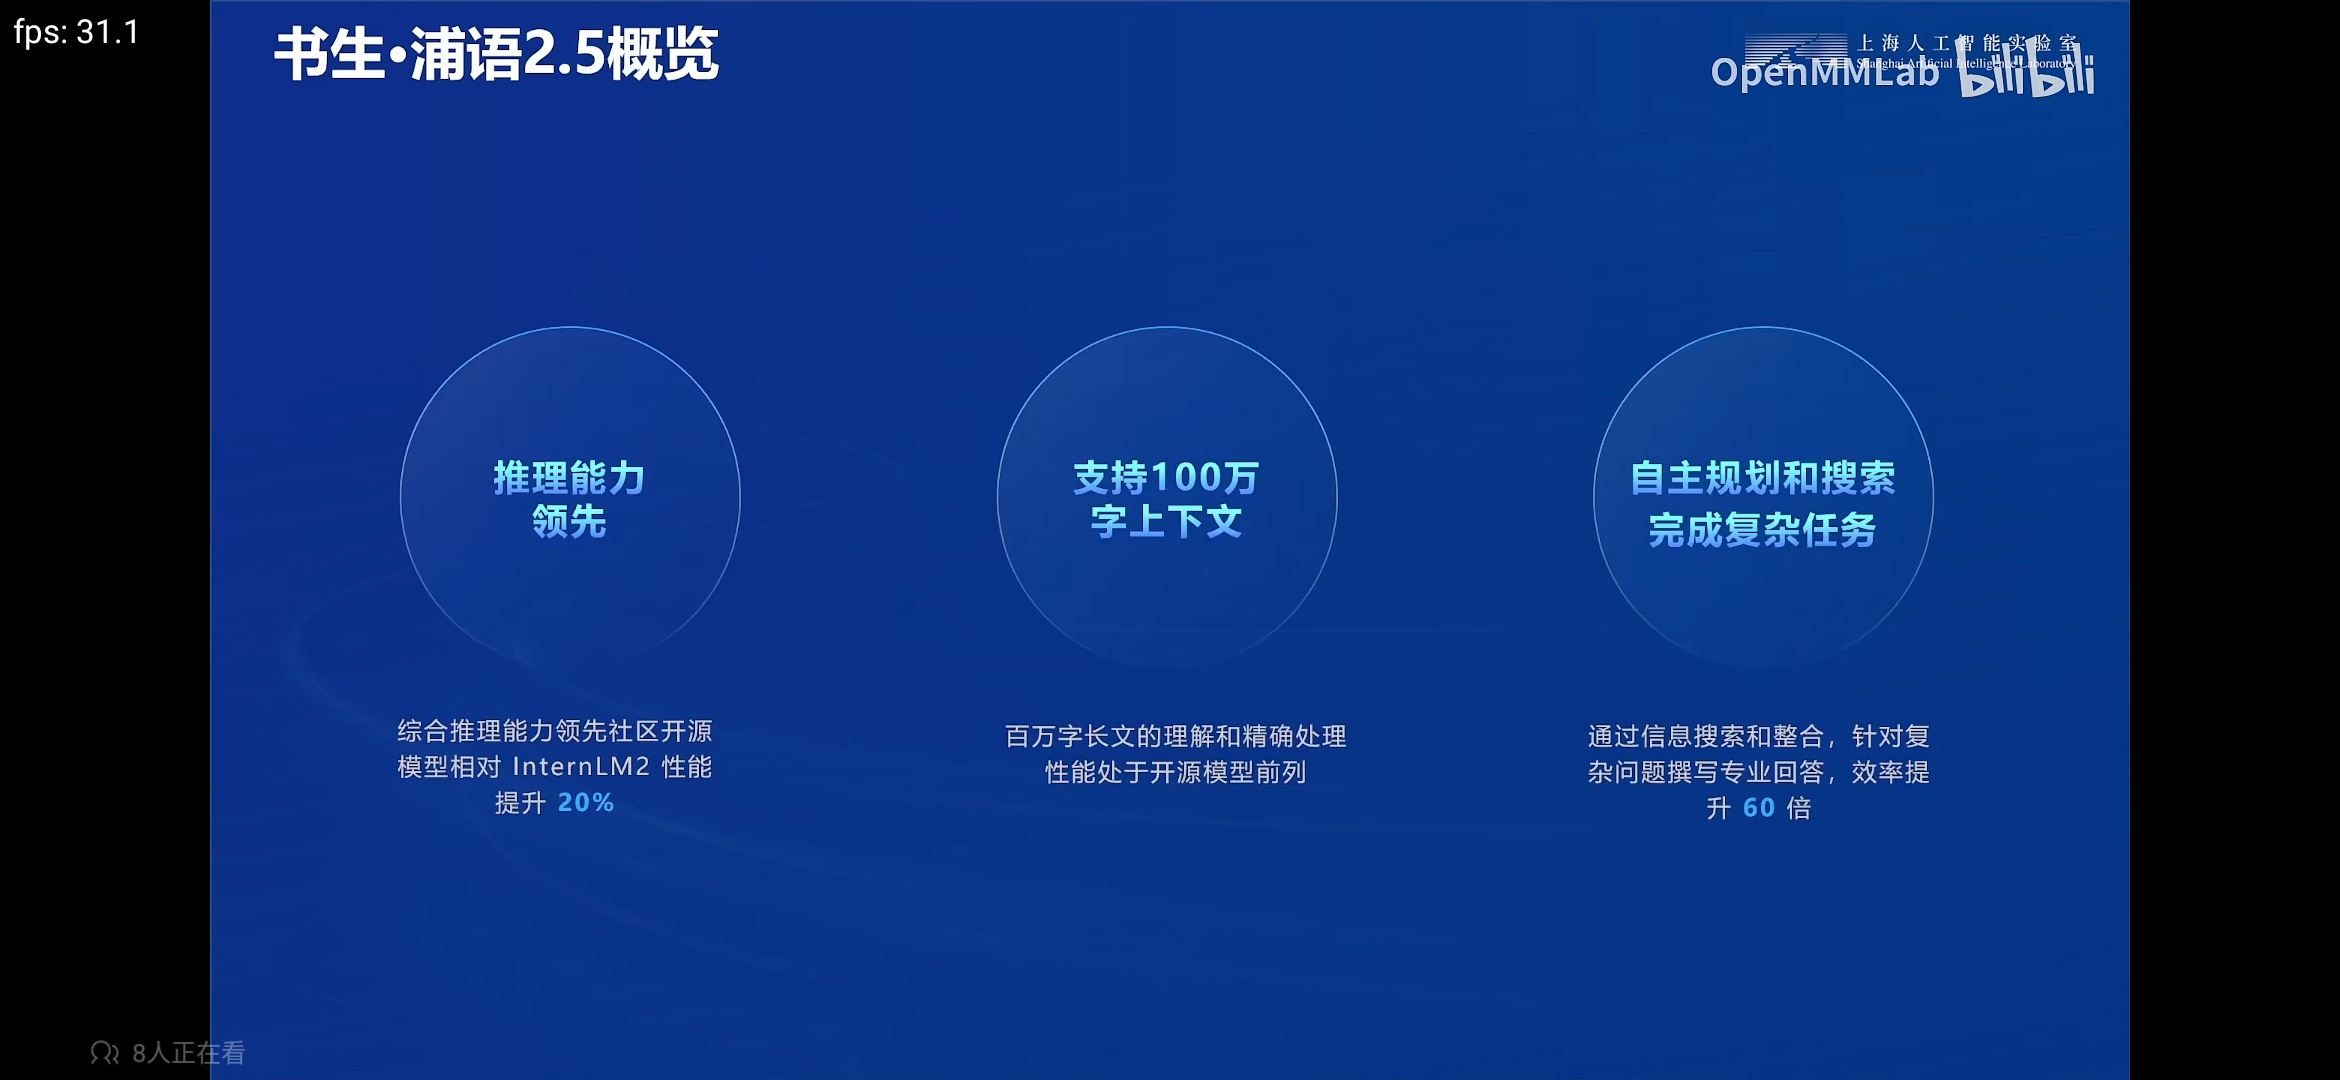 fps: 31.1
书生·浦语2.5概览
上海人工智能实验室
Shanghai Artificial Intelligence Laboratory
OpenMMLab bilibili
推理能力
领先
综合推理能力领先社区开源
模型相对 InternLM2 性能
提升 20%
支持100万
字上下文
百万字长文的理解和精确处理
性能处于开源模型前列
自主规划和搜索
完成复杂任务
通过信息搜索和整合，针对复
杂问题撰写专业回答，效率提
升 60 倍
8人正在看